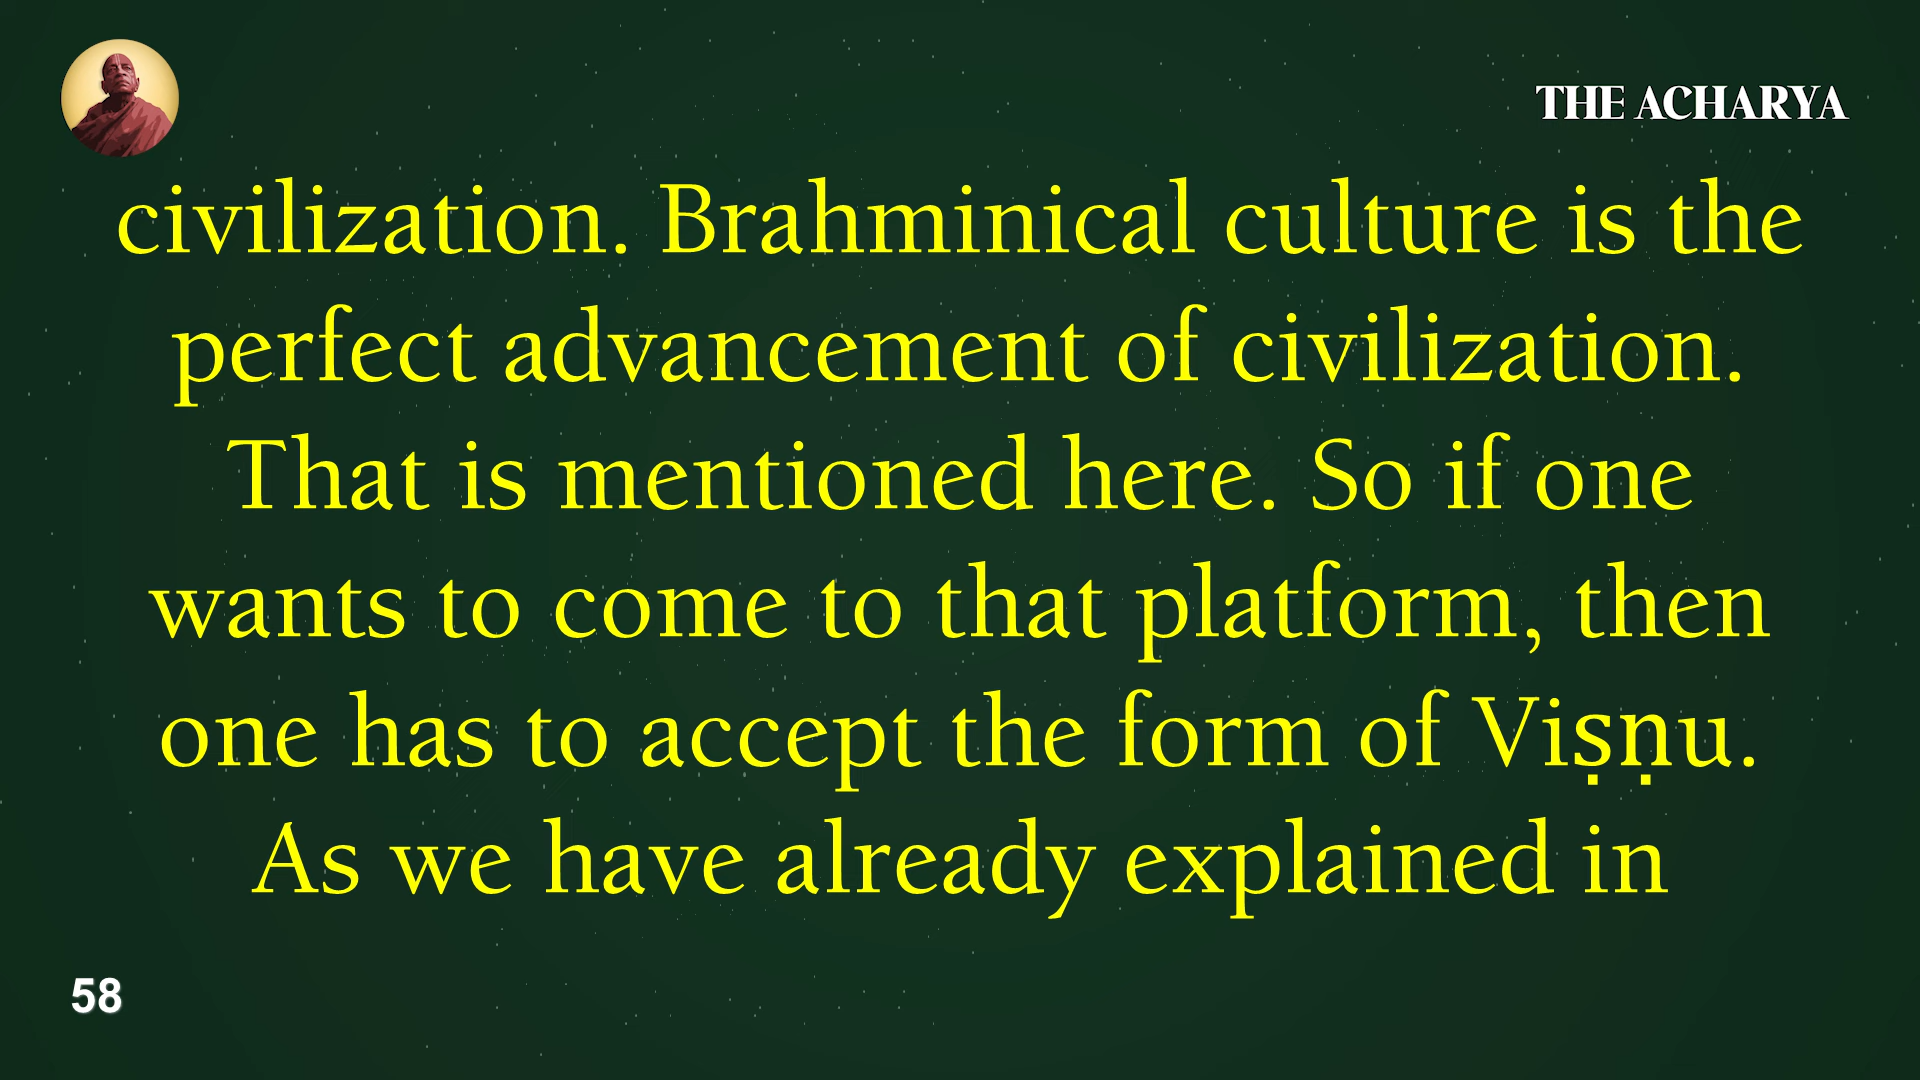 THE ACHARYA
civilization. Brahminical culture is the
perfect advancement of civilization.
That is mentioned here. So if one
wants to come to that platform, then
one has to accept the form of Viṣṇu.
As we have already explained in
58